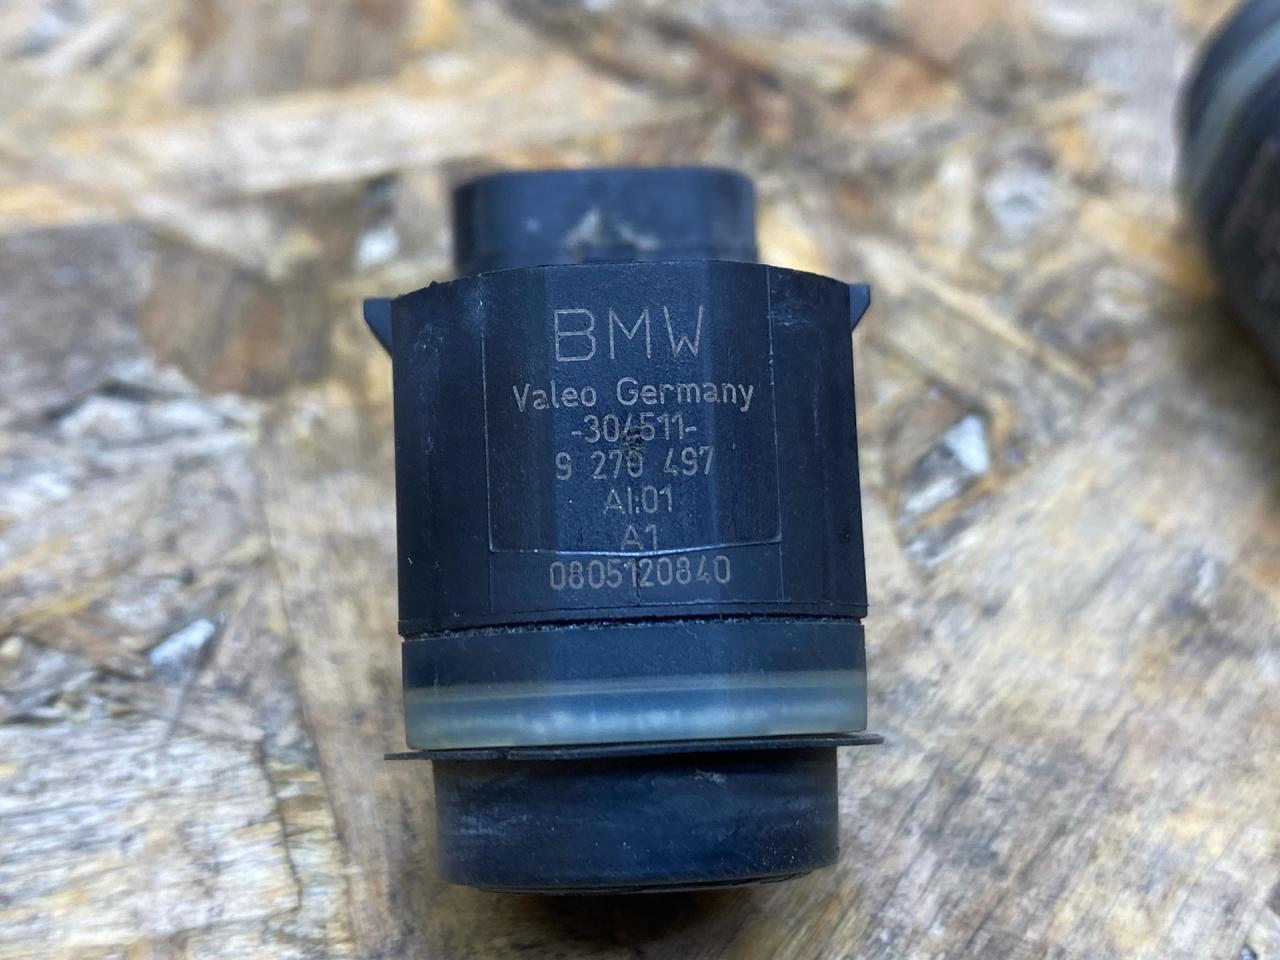 BMW
Valeo Germany
-304511-
9 270 497
AI:01
A1
0805120840